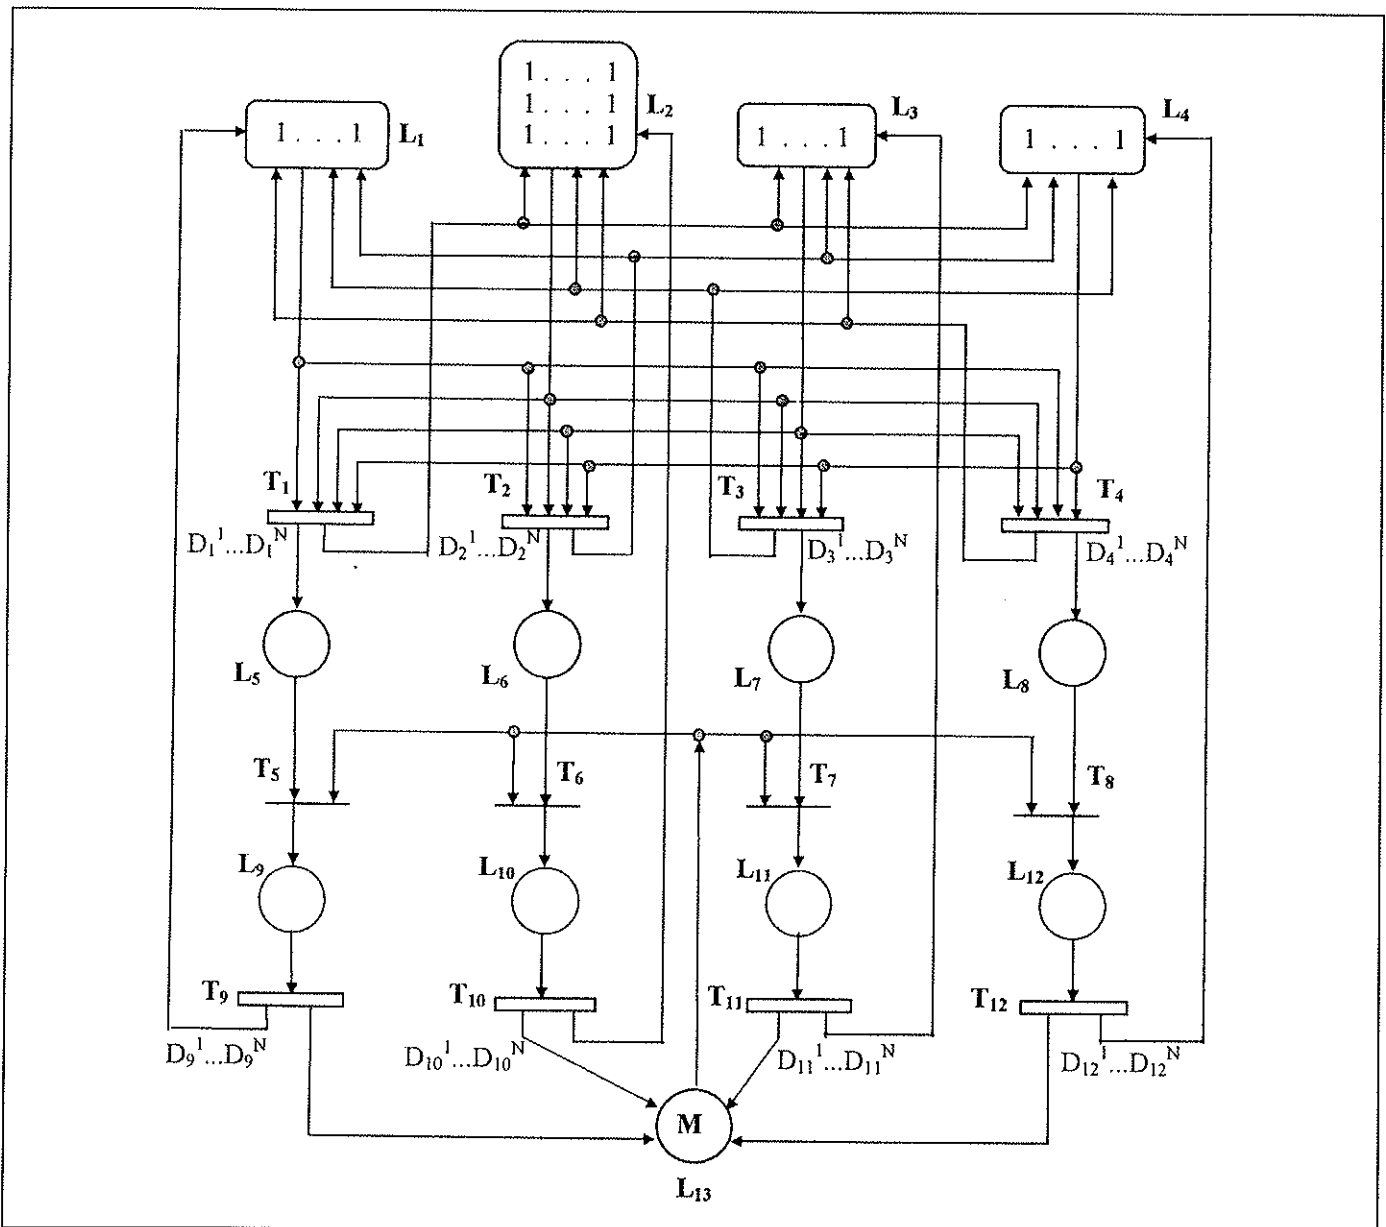 1 . . . 1
1 . . . 1
1 . . . 1
L₂
1 . . . 1 L₁
1 . . . 1
L₃
1 . . . 1
L₄
T₁
T₂
T₃
T₄
D₁¹...D₁ᴺ
D₂¹...D₂ᴺ
D₃¹...D₃ᴺ
D₄¹...D₄ᴺ
L₅
L₆
L₇
L₈
T₅
T₆
T₇
T₈
L₉
L₁₀
L₁₁
L₁₂
T₉
T₁₀
T₁₁
T₁₂
D₉¹...D₉ᴺ
D₁₀¹...D₁₀ᴺ
D₁₁¹...D₁₁ᴺ
D₁₂¹...D₁₂ᴺ
M
L₁₃